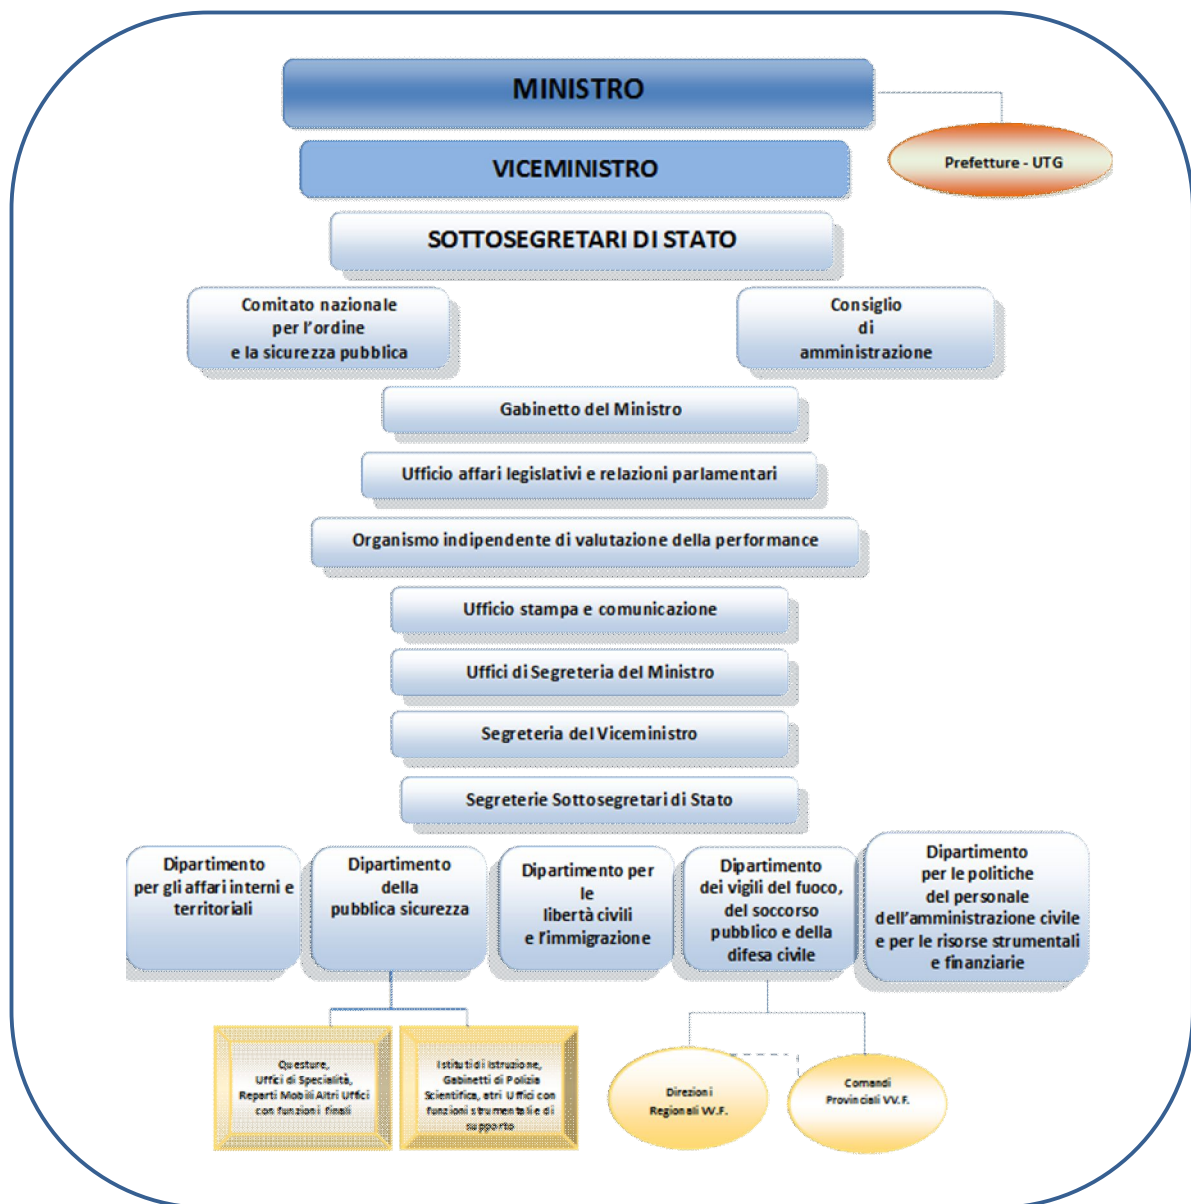 MINISTRO
Prefetture - UTG
VICEMINISTRO
SOTTOSEGRETARI DI STATO
Comitato nazionale
per l'ordine
e la sicurezza pubblica
Consiglio
di
amministrazione
Gabinetto del Ministro
Ufficio affari legislativi e relazioni parlamentari
Organismo indipendente di valutazione della performance
Ufficio stampa e comunicazione
Uffici di Segreteria del Ministro
Segreteria del Viceministro
Segreterie Sottosegretari di Stato
Dipartimento
per gli affari interni e
territoriali
Dipartimento
della
pubblica sicurezza
Dipartimento per
le
libertà civili
e l'immigrazione
Dipartimento
dei vigili del fuoco,
del soccorso
pubblico e della
difesa civile
Dipartimento
per le politiche
del personale
dell'amministrazione civile
e per le risorse strumentali
e finanziarie
Questure,
Uffici di Specialità,
Reparti Mobili Altri Uffici
con funzioni finali
Istituti di Istruzione,
Gabinetti di Polizia
Scientifica, atri Uffici con
funzioni strumentali e di
supporto
Direzioni
Regionali VV.F.
Comandi
Provinciali VV.F.